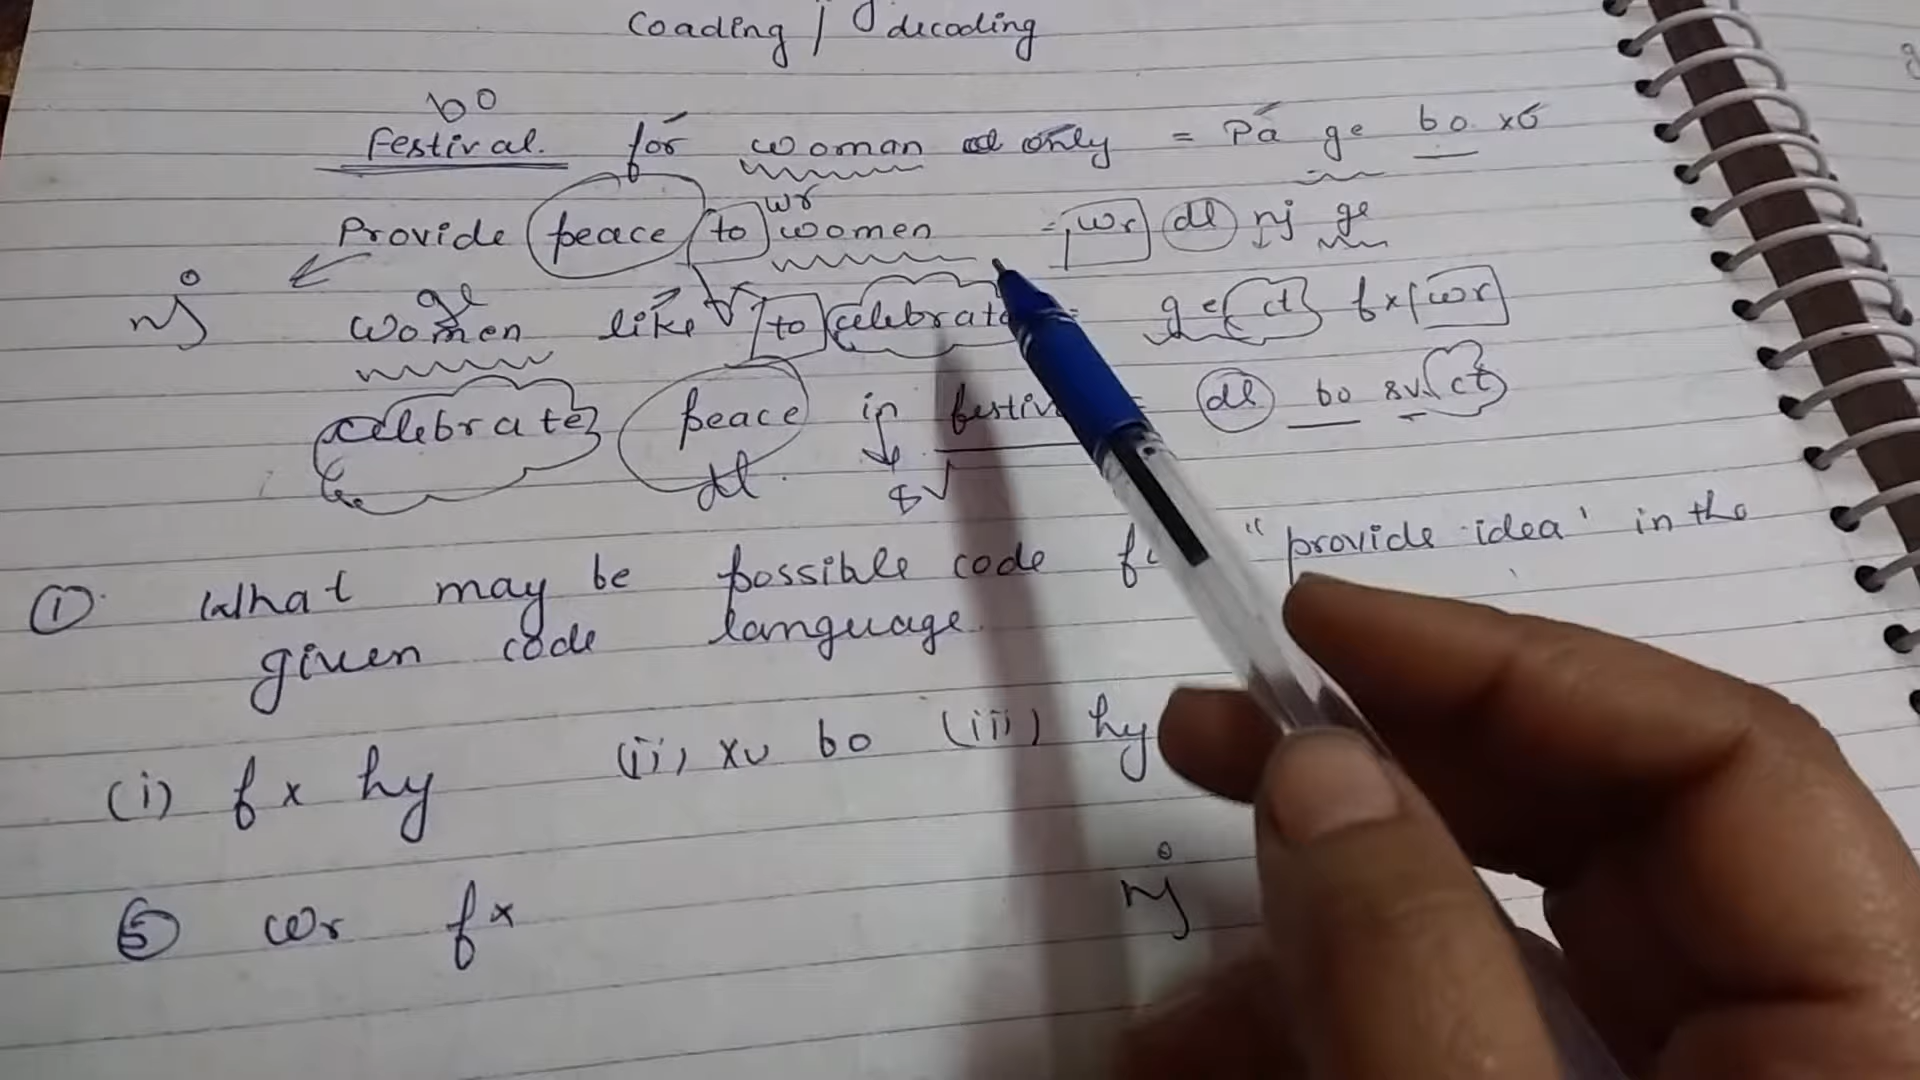 Coading / decoding
bo
Festival. for woman only = Pa ge bo xo
wr
Provide peace to women = wr dl nj ge
nj ge
women like to celebrate = ge ct fx wr
celebrate peace in = dl bo sv ct
dl sv
① What may be possible code "provide idea' in the
given code language.
(i) fx hy (ii) xv bo (iii) hy
nj
⑤ wr fx